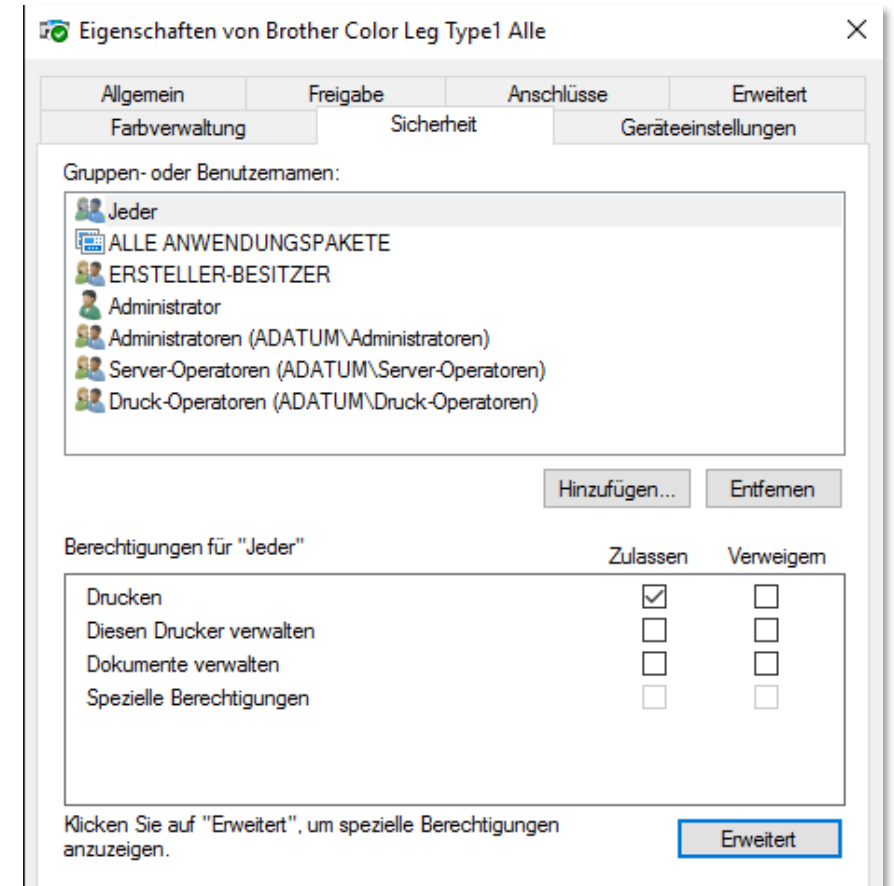 Eigenschaften von Brother Color Leg Type1 Alle
Allgemein Freigabe Anschlüsse Erweitert
Farbverwaltung Sicherheit Geräteeinstellungen
Gruppen- oder Benutzernamen:
Jeder
ALLE ANWENDUNGSPAKETE
ERSTELLER-BESITZER
Administrator
Administratoren (ADATUM\Administratoren)
Server-Operatoren (ADATUM\Server-Operatoren)
Druck-Operatoren (ADATUM\Druck-Operatoren)
Hinzufügen... Entfernen
Berechtigungen für "Jeder" Zulassen Verweigern
Drucken
Diesen Drucker verwalten
Dokumente verwalten
Spezielle Berechtigungen
Klicken Sie auf "Erweitert", um spezielle Berechtigungen
anzuzeigen.
Erweitert